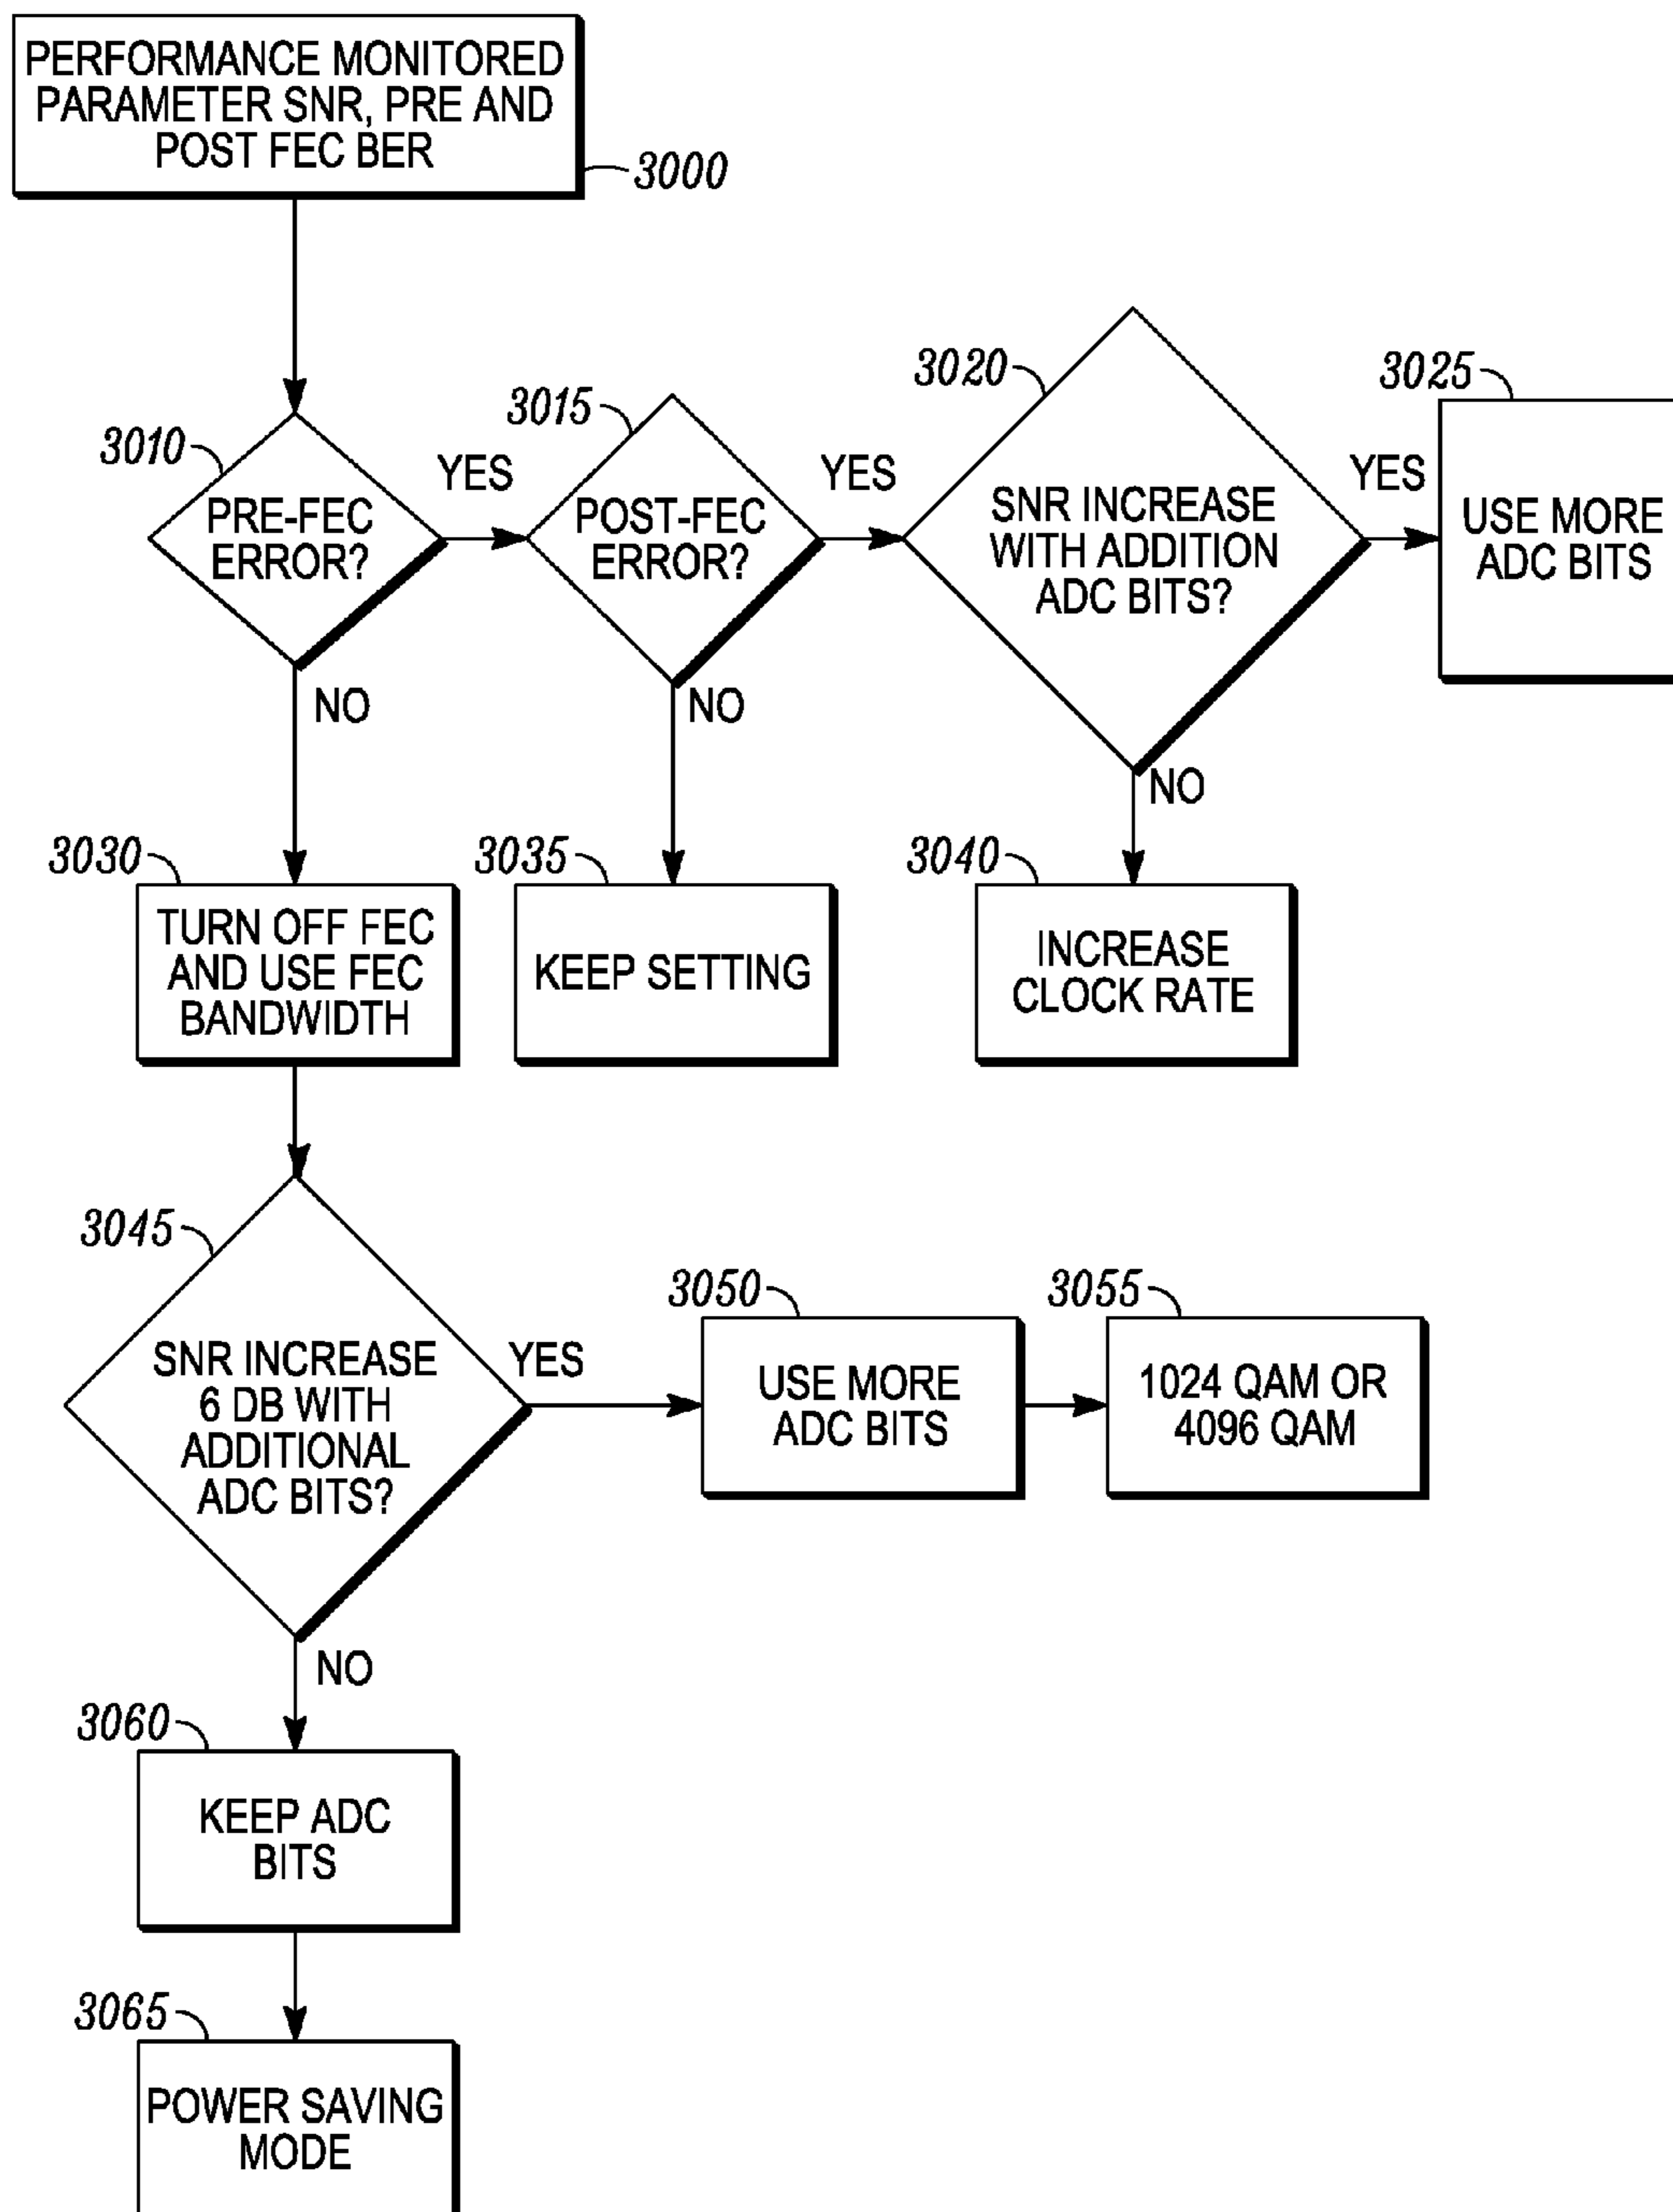 PERFORMANCE MONITORED
PARAMETER SNR, PRE AND
POST FEC BER
3000
3010
PRE-FEC
ERROR?
YES
NO
3015
POST-FEC
ERROR?
YES
NO
3020
SNR INCREASE
WITH ADDITION
ADC BITS?
YES
NO
3025
USE MORE
ADC BITS
3030
TURN OFF FEC
AND USE FEC
BANDWIDTH
3035
KEEP SETTING
3040
INCREASE
CLOCK RATE
3045
SNR INCREASE
6 DB WITH
ADDITIONAL
ADC BITS?
YES
NO
3050
USE MORE
ADC BITS
3055
1024 QAM OR
4096 QAM
3060
KEEP ADC
BITS
3065
POWER SAVING
MODE